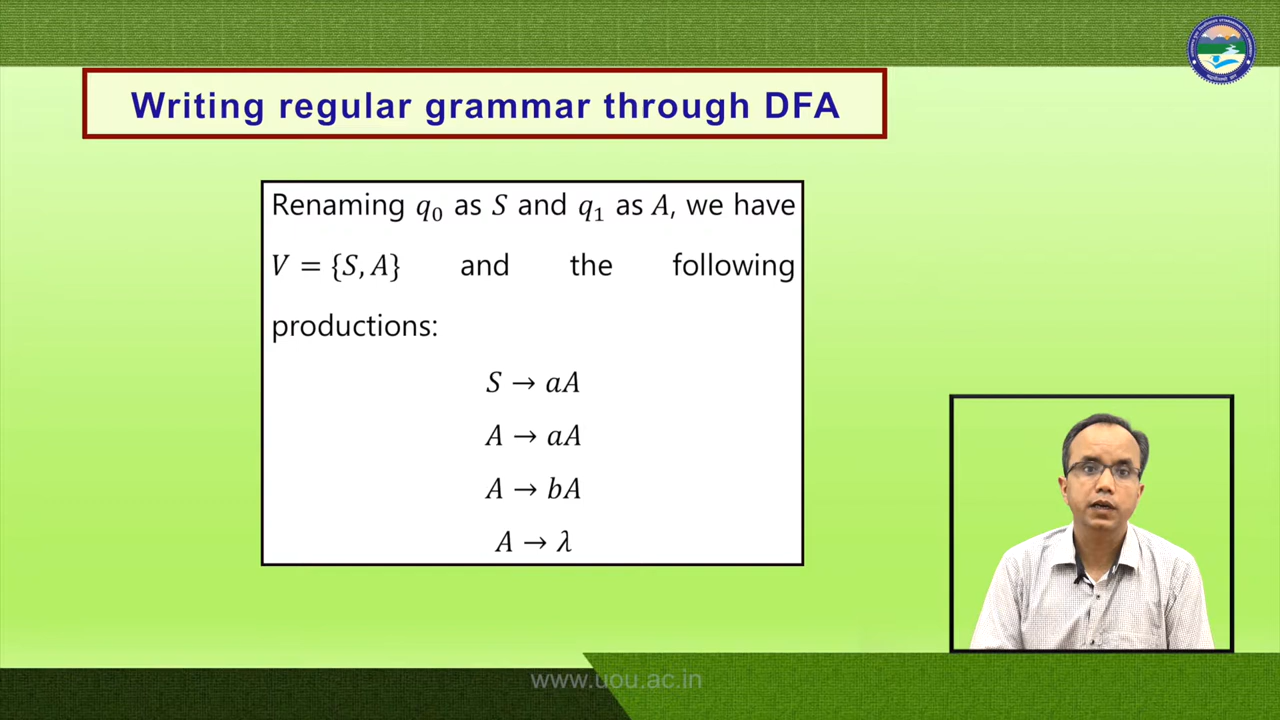 Writing regular grammar through DFA
Renaming q₀ as S and q₁ as A, we have
V = {S, A} and the following
productions:
S → aA
A → aA
A → bA
A → λ
www.uou.ac.in